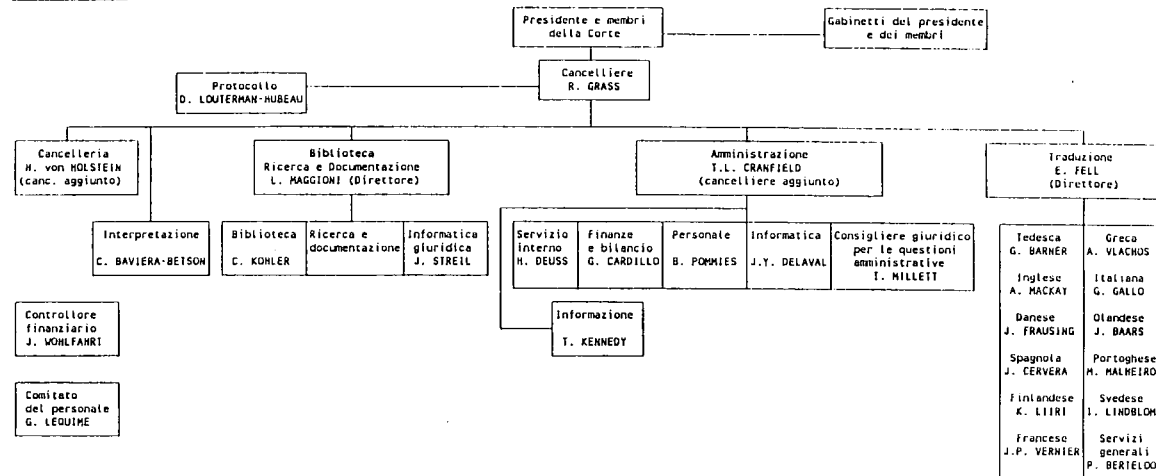 Presidente e membri
della Corte
Gabinetti del presidente
e dei membri
Cancelliere
R. GRASS
Protocollo
D. LOUTERMAN-HUBEAU
Cancelleria
H. von HOLSTEIN
(canc. aggiunto)
Biblioteca
Ricerca e Documentazione
L. MAGGIONI (Direttore)
Amministrazione
T.L. CRANFIELD
(cancelliere aggiunto)
Traduzione
E. FELL
(Direttore)
Interpretazione
C. BAVIERA-BETSON
Biblioteca
C. KOHLER
Ricerca e
documentazione
Informatica
giuridica
J. STREIL
Servizio
interno
H. DEUSS
Finanze
e bilancio
G. CARDILLO
Personale
B. POMMIES
Informatica
J.Y. DELAVAL
Consigliere giuridico
per le questioni
amministrative
I. MILLETT
Informazione
T. KENNEDY
Controllore
finanziario
J. WOHLFAHRT
Comitato
del personale
G. LEQUIME
Tedesca
G. BARNER
Greca
A. VLACHOS
Inglese
A. MACKAY
Italiana
G. GALLO
Danese
J. FRAUSING
Olandese
J. BAARS
Spagnola
J. CERVERA
Portoghese
M. MALHEIRO
Finlandese
K. LIIRI
Svedese
I. LINDBLOM
Francese
J.P. VERNIER
Servizi
generali
P. BERTELOO